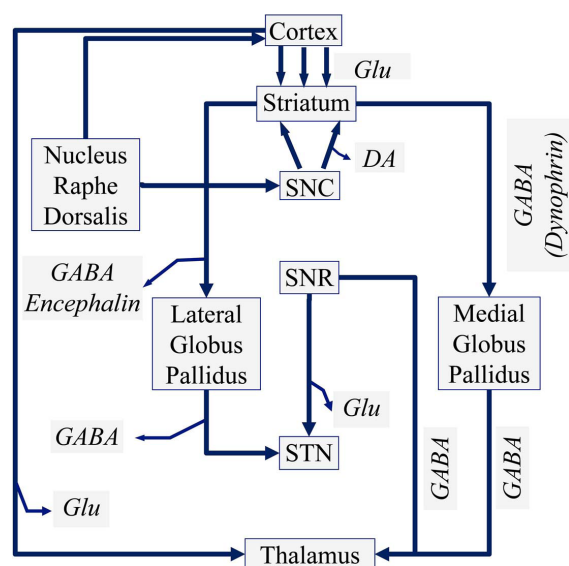 Cortex
Glu
Striatum
DA
Nucleus
Raphe
Dorsalis
SNC
GABA
(Dynophrin)
GABA
Encephalin
SNR
Lateral
Globus
Pallidus
Medial
Globus
Pallidus
Glu
GABA
STN
GABA
GABA
Glu
Thalamus